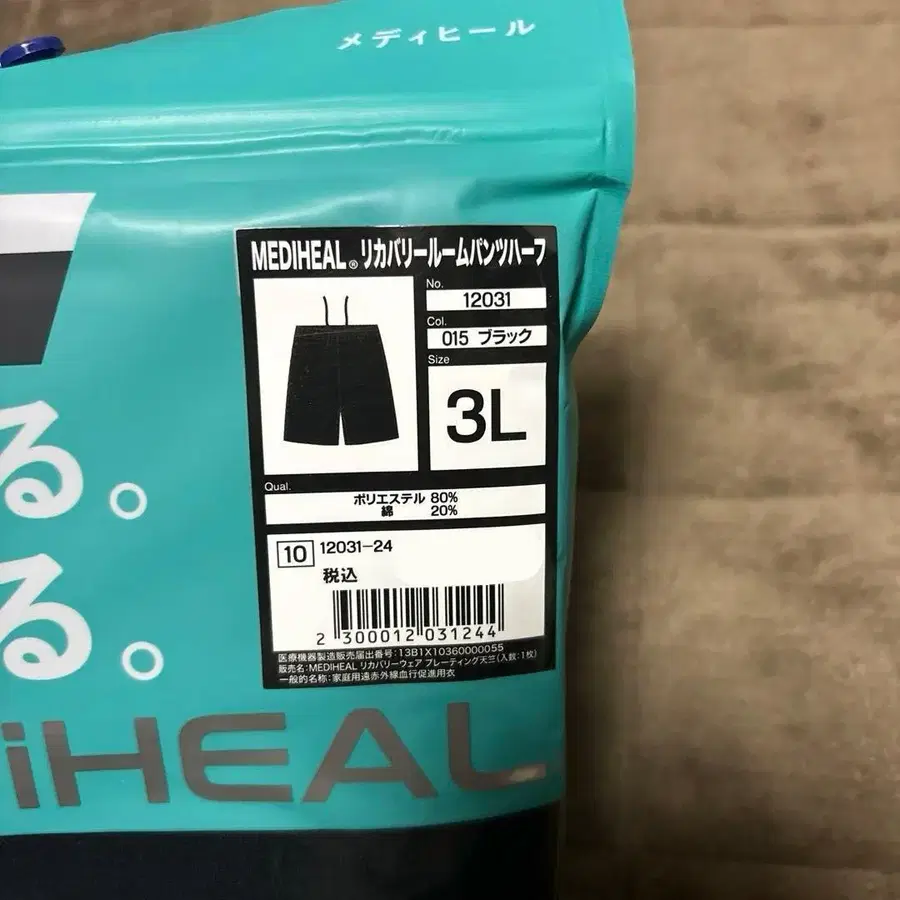 メディヒール
MEDIHEAL® リカバリールームパンツハーフ
No.
12031
Col.
015 ブラック
Size
3L
Qual.
ポリエステル 80%
綿 20%
10 12031-24
税込
2 300012 031244
医療機器製造販売届出番号:13B1X10360000055
販売名:MEDIHEAL リカバリーウェア プレーティング天竺(入数:1枚)
一般的名称:家庭用遠赤外線血行促進用衣
る。
る。
iHEAL